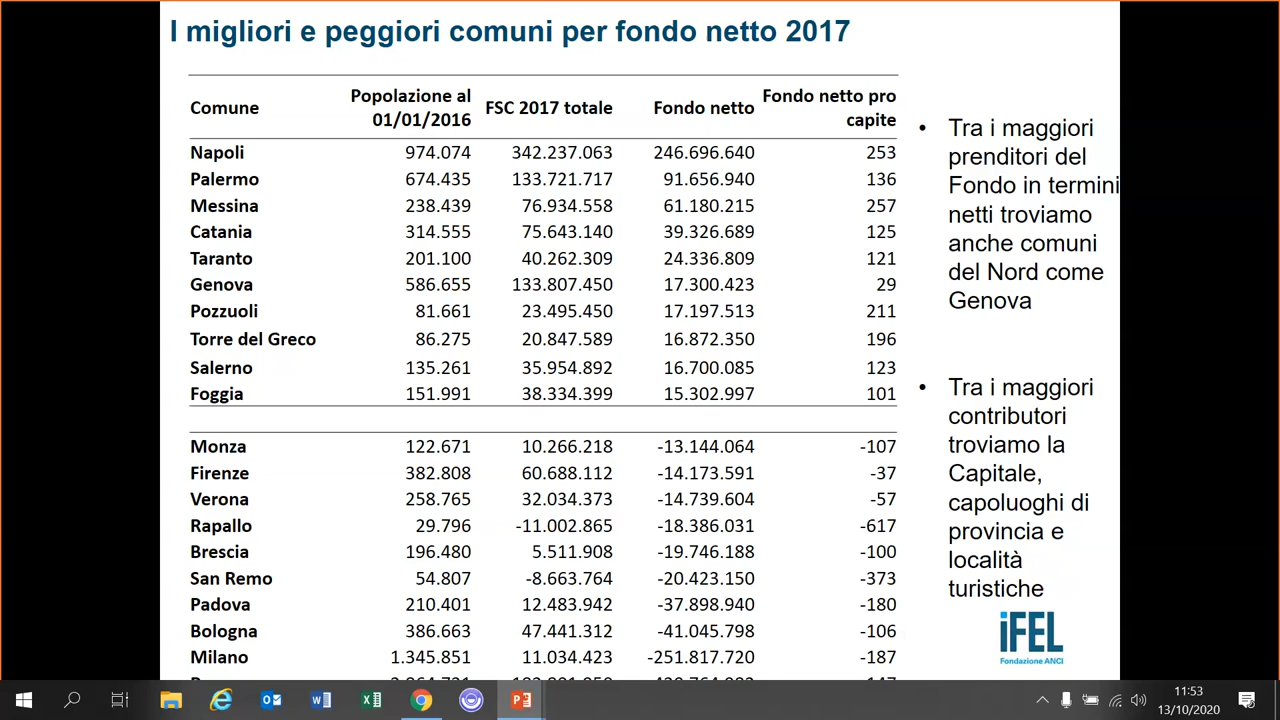 I migliori e peggiori comuni per fondo netto 2017
Comune Popolazione al 01/01/2016 FSC 2017 totale Fondo netto Fondo netto pro capite
Napoli 974.074 342.237.063 246.696.640 253
Palermo 674.435 133.721.717 91.656.940 136
Messina 238.439 76.934.558 61.180.215 257
Catania 314.555 75.643.140 39.326.689 125
Taranto 201.100 40.262.309 24.336.809 121
Genova 586.655 133.807.450 17.300.423 29
Pozzuoli 81.661 23.495.450 17.197.513 211
Torre del Greco 86.275 20.847.589 16.872.350 196
Salerno 135.261 35.954.892 16.700.085 123
Foggia 151.991 38.334.399 15.302.997 101
Monza 122.671 10.266.218 -13.144.064 -107
Firenze 382.808 60.688.112 -14.173.591 -37
Verona 258.765 32.034.373 -14.739.604 -57
Rapallo 29.796 -11.002.865 -18.386.031 -617
Brescia 196.480 5.511.908 -19.746.188 -100
San Remo 54.807 -8.663.764 -20.423.150 -373
Padova 210.401 12.483.942 -37.898.940 -180
Bologna 386.663 47.441.312 -41.045.798 -106
Milano 1.345.851 11.034.423 -251.817.720 -187
• Tra i maggiori
prenditori del
Fondo in termini
netti troviamo
anche comuni
del Nord come
Genova
• Tra i maggiori
contributori
troviamo la
Capitale,
capoluoghi di
provincia e
località
turistiche
iFEL
Fondazione ANCI
11:53
13/10/2020